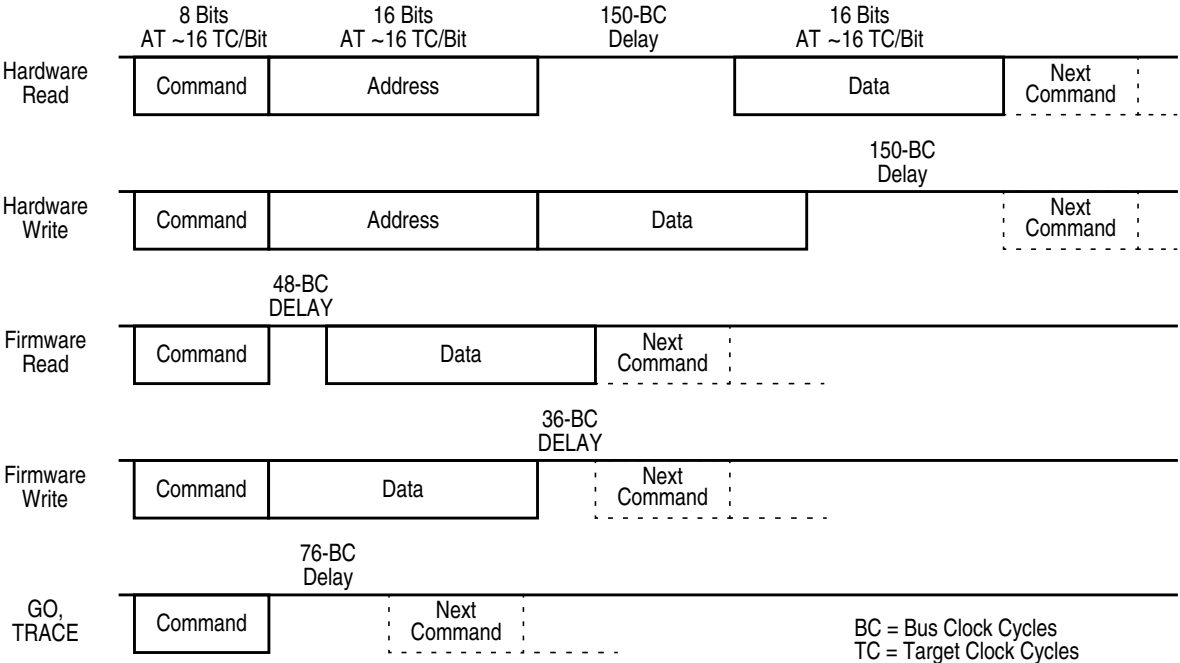 8 Bits
AT ~16 TC/Bit
16 Bits
AT ~16 TC/Bit
150-BC
Delay
16 Bits
AT ~16 TC/Bit
Hardware
Read
Command
Address
Data
Next
Command
150-BC
Delay
Hardware
Write
Command
Address
Data
Next
Command
48-BC
DELAY
Firmware
Read
Command
Data
Next
Command
36-BC
DELAY
Firmware
Write
Command
Data
Next
Command
76-BC
Delay
GO,
TRACE
Command
Next
Command
BC = Bus Clock Cycles
TC = Target Clock Cycles